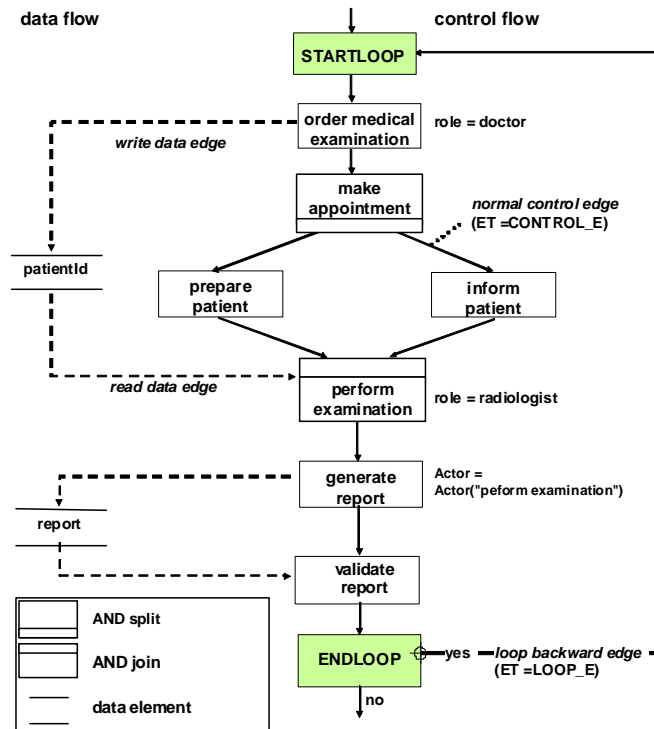 data flow
control flow
STARTLOOP
order medical
examination
role = doctor
write data edge
make
appointment
normal control edge
(ET =CONTROL_E)
patientId
prepare
patient
inform
patient
read data edge
perform
examination
role = radiologist
generate
report
Actor =
Actor("peform examination")
report
validate
report
AND split
AND join
data element
ENDLOOP
yes
loop backward edge
(ET =LOOP_E)
no